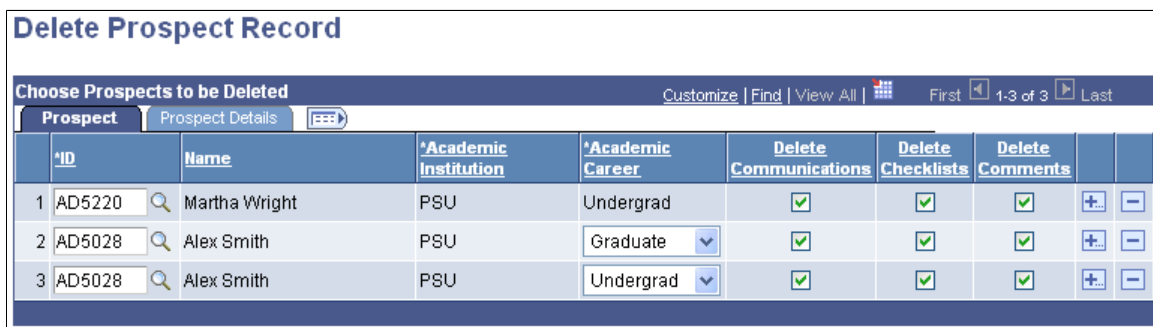 Delete Prospect Record
Choose Prospects to be Deleted Customize | Find | View All | First 1-3 of 3 Last
Prospect Prospect Details
*ID Name *Academic Institution *Academic Career Delete Communications Delete Checklists Delete Comments
1 AD5220 Martha Wright PSU Undergrad
2 AD5028 Alex Smith PSU Graduate
3 AD5028 Alex Smith PSU Undergrad